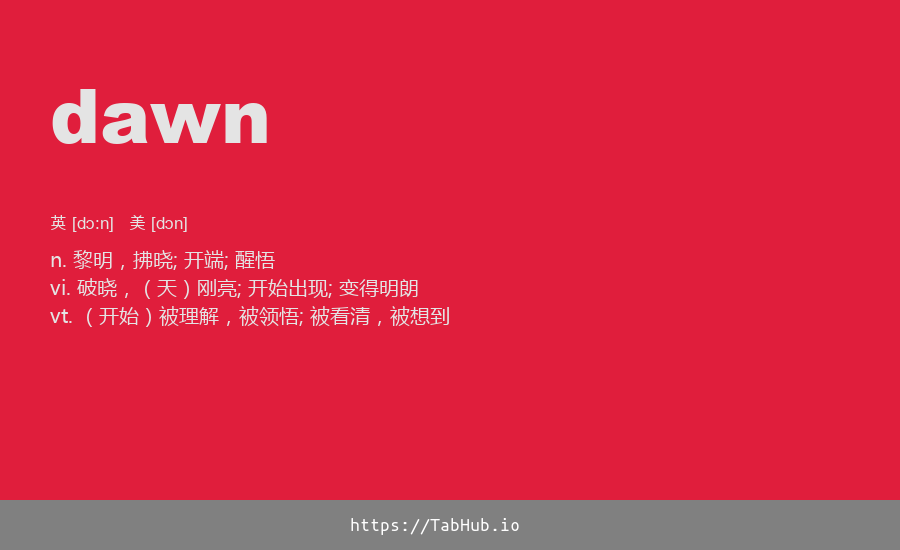 dawn
英 [dɔːn]　美 [dɔn]
n. 黎明，拂晓; 开端; 醒悟
vi. 破晓，（天）刚亮; 开始出现; 变得明朗
vt. （开始）被理解，被领悟; 被看清，被想到
https://TabHub.io